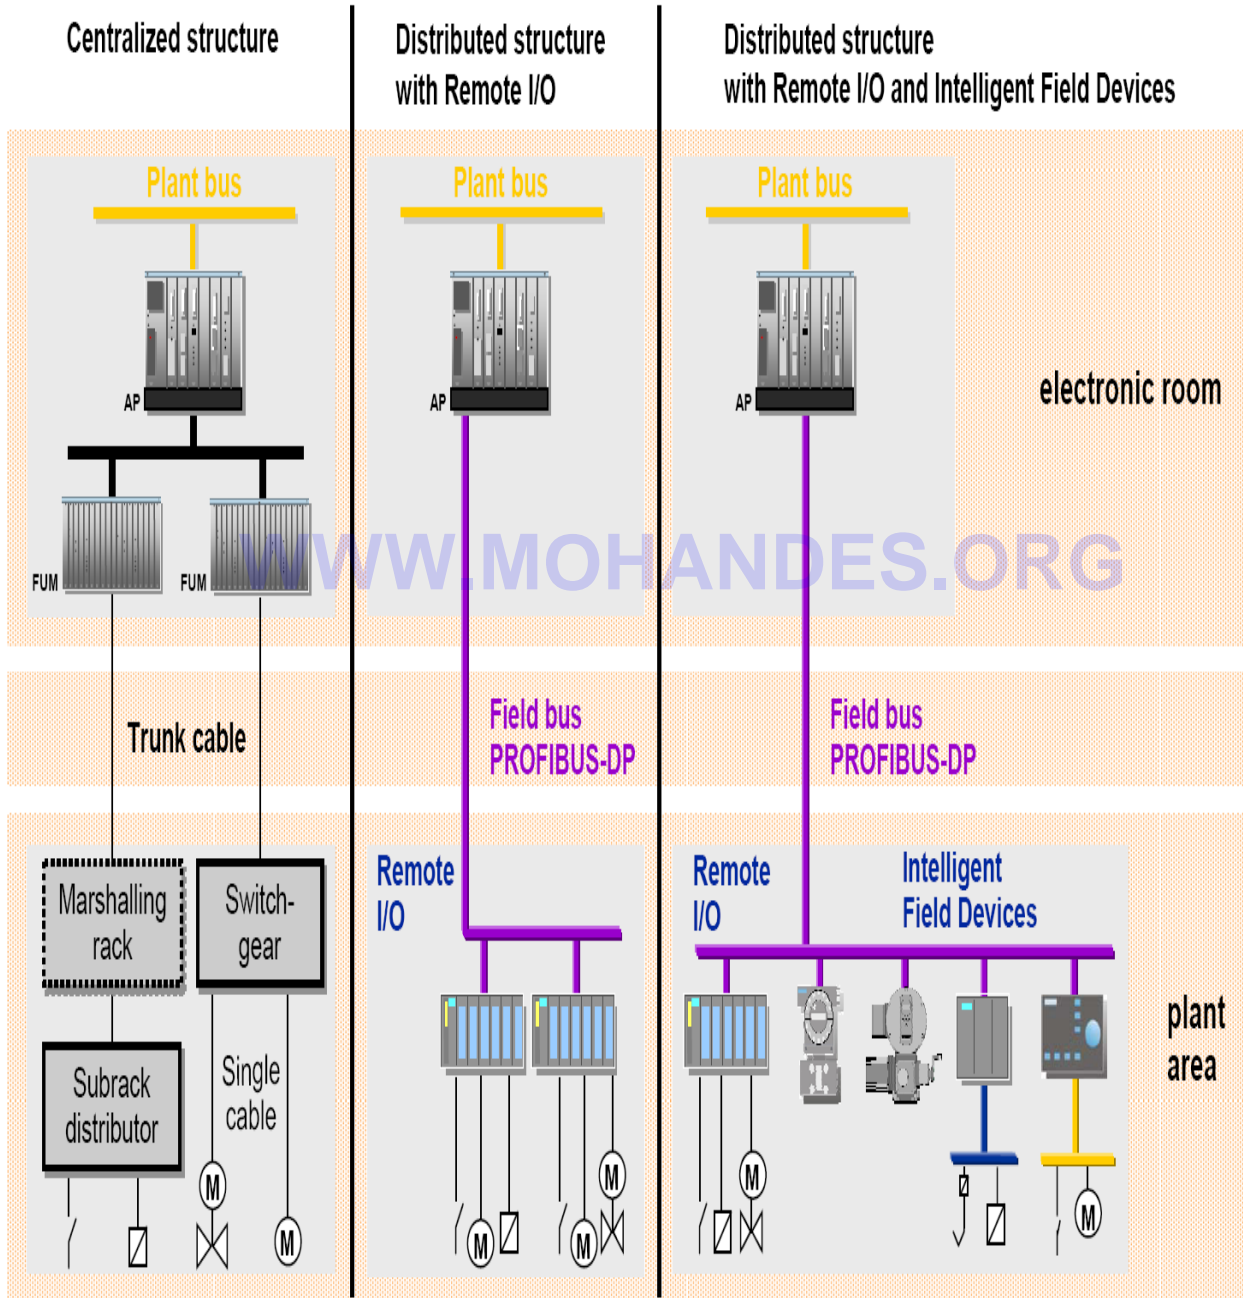 Centralized structure
Distributed structure
with Remote I/O
Distributed structure
with Remote I/O and Intelligent Field Devices
Plant bus
Plant bus
Plant bus
AP
AP
AP
electronic room
FUM
FUM
WWW.MOHANDES.ORG
Trunk cable
Field bus
PROFIBUS-DP
Field bus
PROFIBUS-DP
Marshalling
rack
Switch-
gear
Subrack
distributor
Single
cable
M
M
Remote
I/O
M
M
M
Remote
I/O
Intelligent
Field Devices
M
M
plant
area